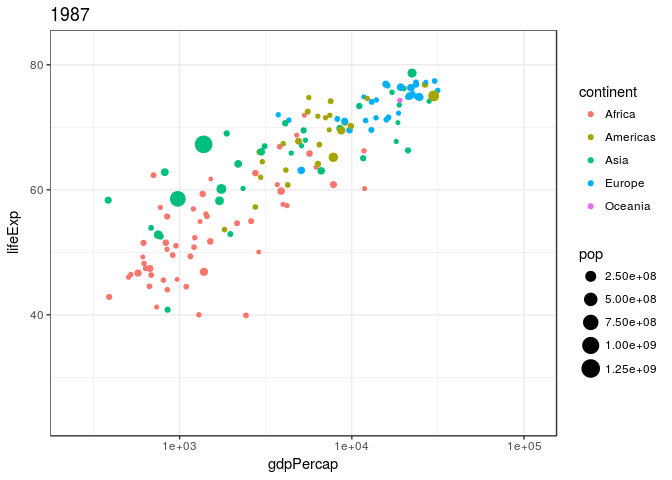 1987
lifeExp
80
60
40
1e+03
1e+04
1e+05
gdpPercap
continent
Africa
Americas
Asia
Europe
Oceania
pop
2.50e+08
5.00e+08
7.50e+08
1.00e+09
1.25e+09